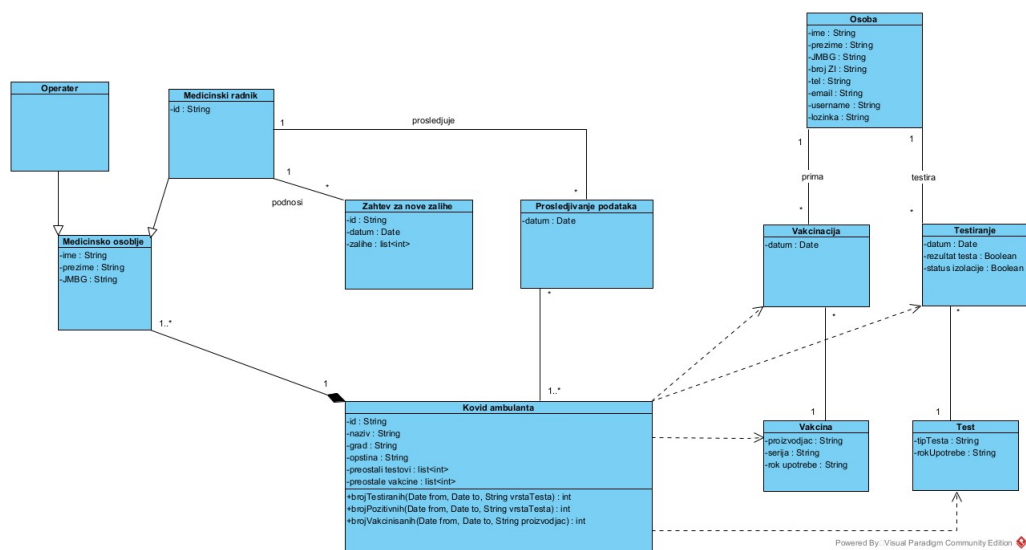 Osoba
-ime : String
-prezime : String
-JMBG : String
-broj ZI : String
-tel : String
-email : String
-username : String
-lozinka : String
Operater
Medicinski radnik
-id : String
1
prosledjuje
1
*
podnosi
*
1
prima
*
1
testira
*
Medicinsko osoblje
-ime : String
-prezime : String
-JMBG : String
1..*
Zahtev za nove zalihe
-id : String
-datum : Date
-zalihe : list<int>
Prosledjivanje podataka
-datum : Date
*
Vakcinacija
-datum : Date
*
Testiranje
-datum : Date
-rezultat testa : Boolean
-status izolacije : Boolean
*
1
1..*
1
1
Kovid ambulanta
-id : String
-naziv : String
-grad : String
-opstina : String
-preostali testovi : list<int>
-preostale vakcine : list<int>
+brojTestiranih(Date from, Date to, String vrstaTesta) : int
+brojPozitivnih(Date from, Date to, String vrstaTesta) : int
+brojVakcinisanih(Date from, Date to, String proizvodjac) : int
Vakcina
-proizvodjac : String
-serija : String
-rok upotrebe : String
Test
-tipTesta : String
-rokUpotrebe : String
Powered By Visual Paradigm Community Edition